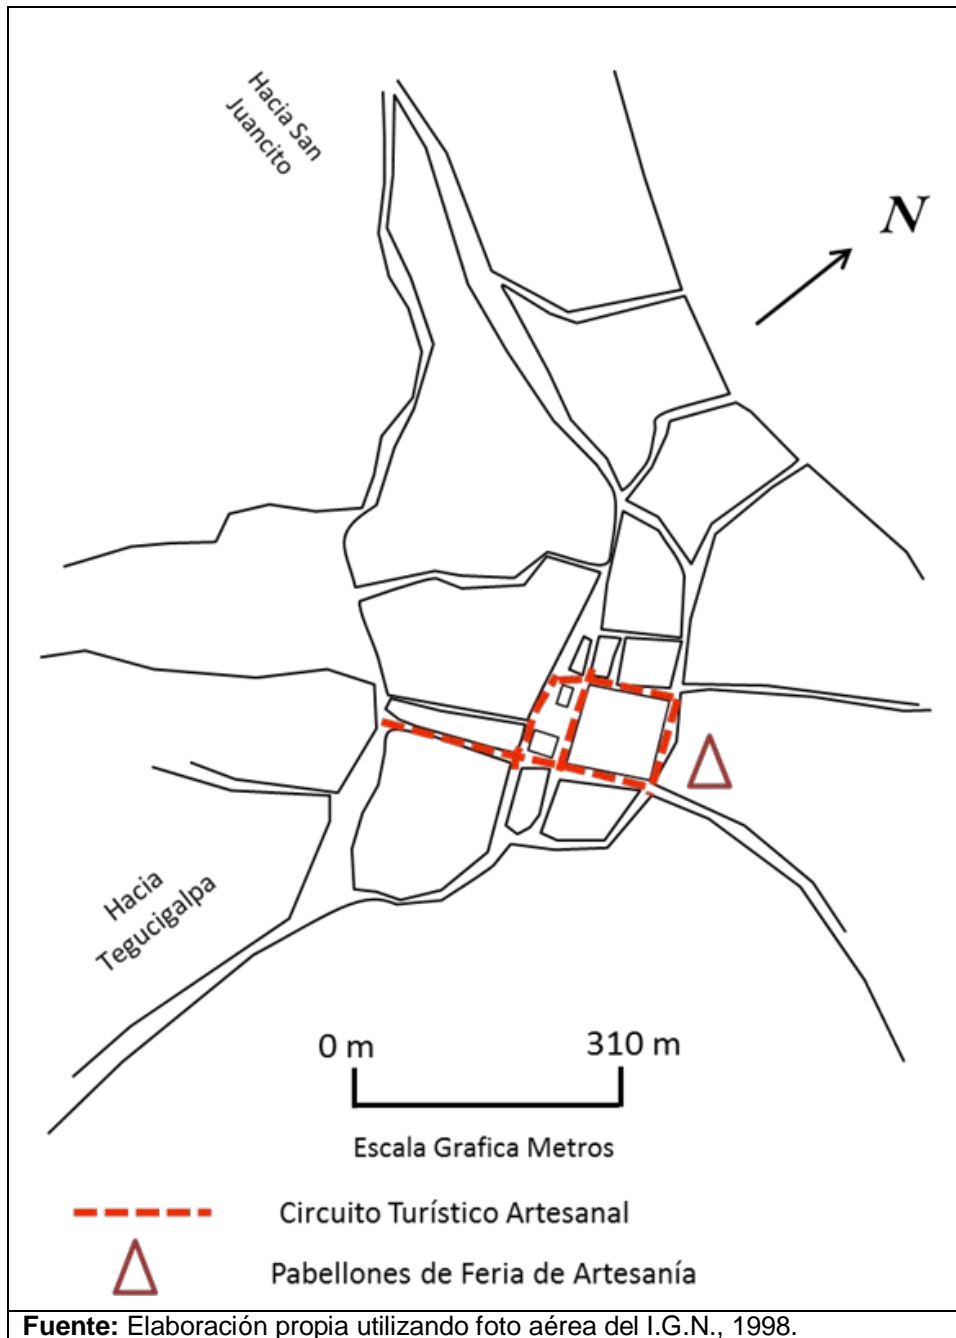 Hacia San
Juancito
N
Hacia
Tegucigalpa
0 m
310 m
Escala Grafica Metros
Circuito Turístico Artesanal
Pabellones de Feria de Artesanía
Fuente: Elaboración propia utilizando foto aérea del I.G.N., 1998.